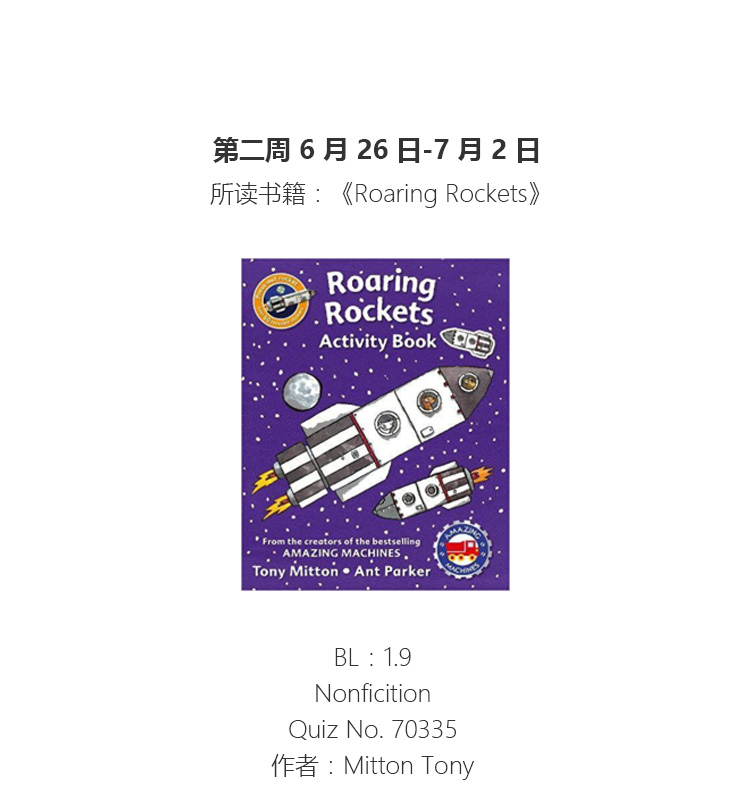 第二周 6 月 26 日-7 月 2 日
所读书籍：《Roaring Rockets》
Roaring
Rockets
Activity Book
From the creators of the bestselling
AMAZING MACHINES
Tony Mitton • Ant Parker
AMAZING
MACHINES
BL：1.9
Nonficition
Quiz No. 70335
作者：Mitton Tony